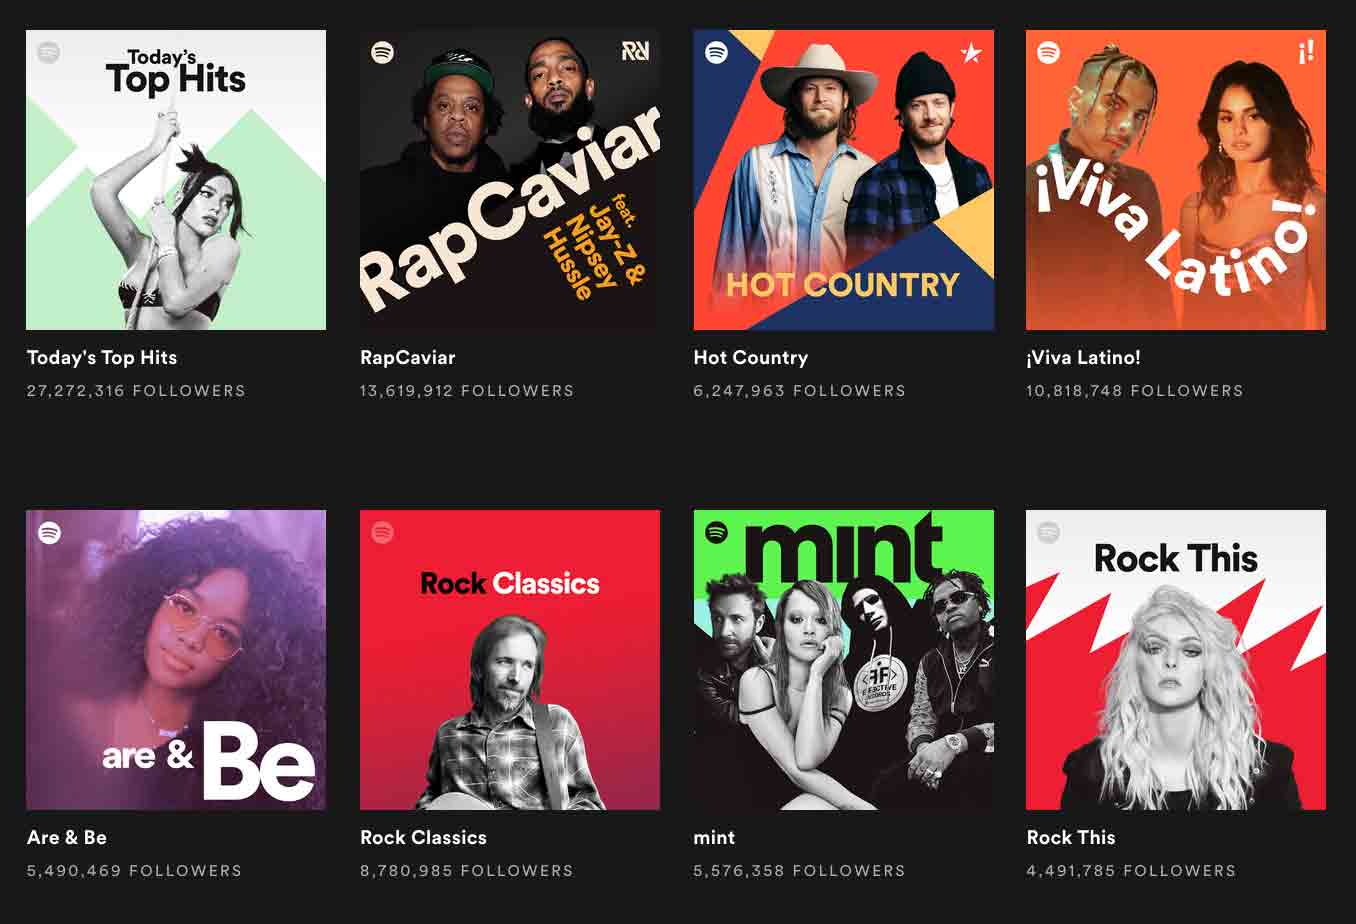 Today's
Top Hits
RapCaviar
feat.
Jay-Z &
Nipsey
Hussle
HOT COUNTRY
¡!
¡Viva Latino!
Today's Top Hits
RapCaviar
Hot Country
¡Viva Latino!
27,272,316 FOLLOWERS
13,619,912 FOLLOWERS
6,247,963 FOLLOWERS
10,818,748 FOLLOWERS
are & Be
Rock Classics
mint
Rock This
Are & Be
Rock Classics
mint
Rock This
5,490,469 FOLLOWERS
8,780,985 FOLLOWERS
5,576,358 FOLLOWERS
4,491,785 FOLLOWERS